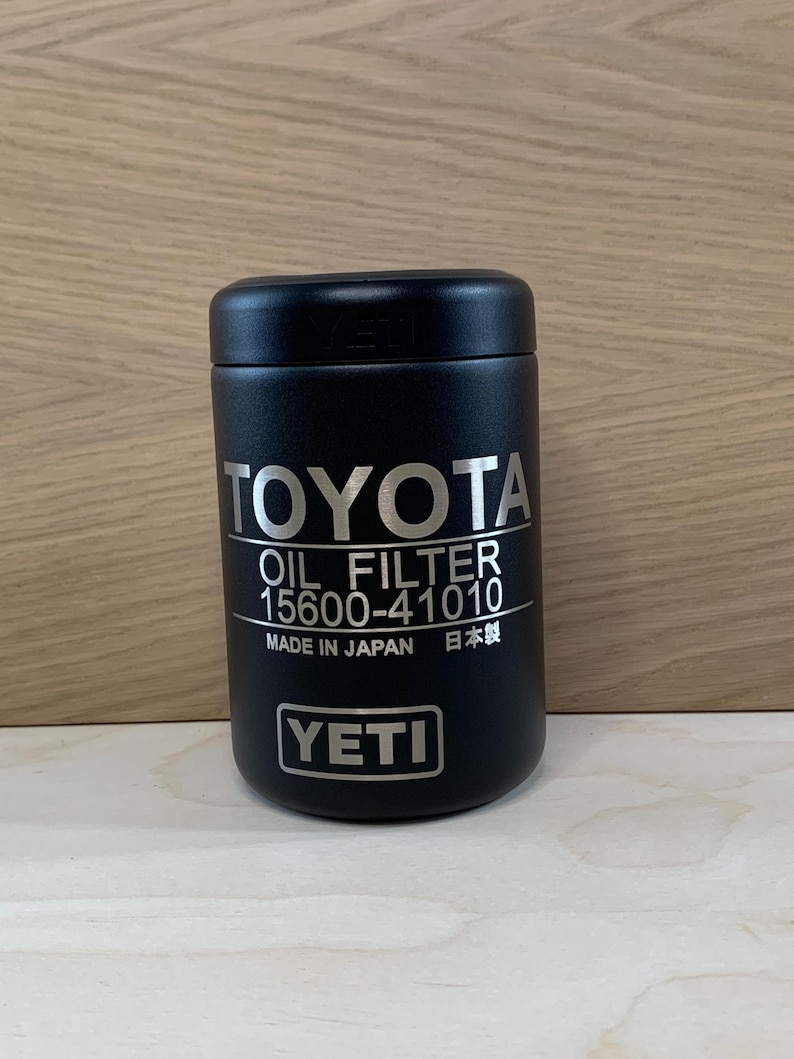 YETI
TOYOTA
OIL FILTER
15600-41010
MADE IN JAPAN 日本製
YETI